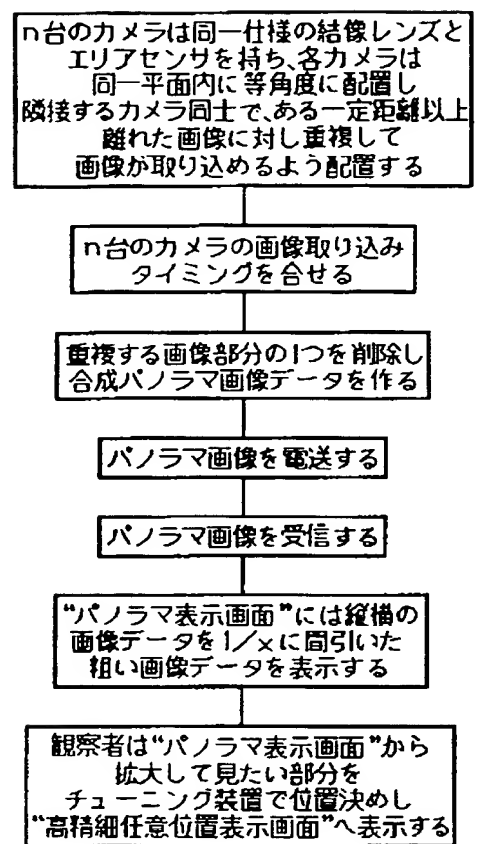 n台のカメラは同一仕様の結像レンズと
エリアセンサを持ち、各カメラは
同一平面内に等角度に配置し
隣接するカメラ同士で、ある一定距離以上
離れた画像に対し重複して
画像が取り込めるよう配置する
n台のカメラの画像取り込み
タイミングを合せる
重複する画像部分の1つを削除し
合成パノラマ画像データを作る
パノラマ画像を電送する
パノラマ画像を受信する
“パノラマ表示画面”には縦横の
画像データを1/xに間引いた
粗い画像データを表示する
観察者は“パノラマ表示画面”から
拡大して見たい部分を
チューニング装置で位置決めし
“高精細任意位置表示画面”へ表示する